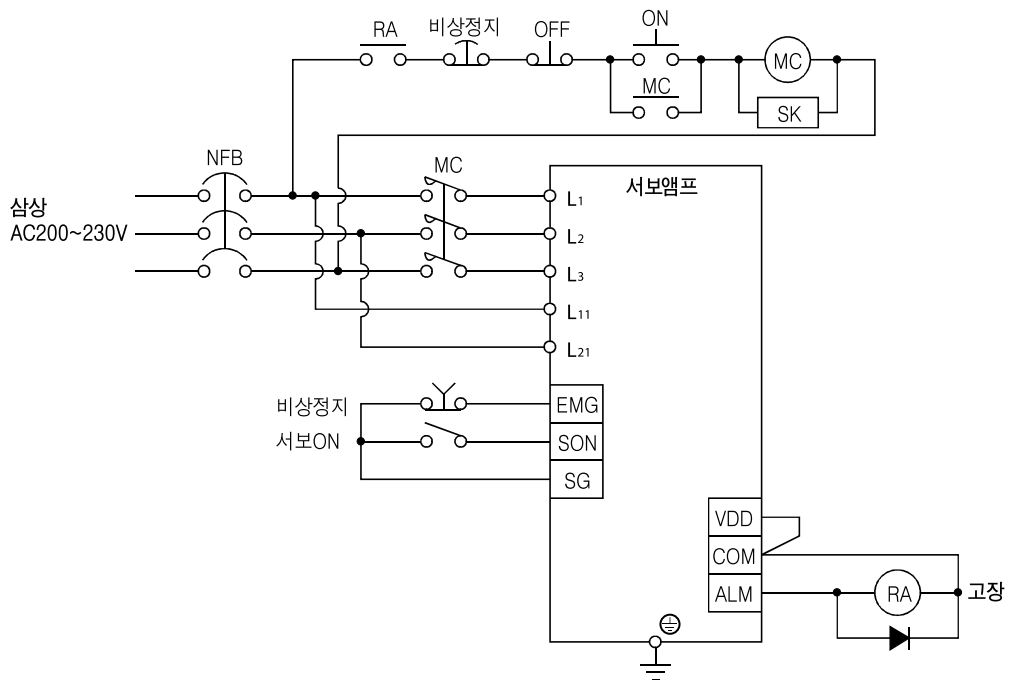 RA
비상정지
OFF
ON
MC
MC
SK
NFB
MC
삼상
AC200~230V
서보앰프
L1
L2
L3
L11
L21
비상정지
EMG
서보ON
SON
SG
VDD
COM
ALM
RA
고장